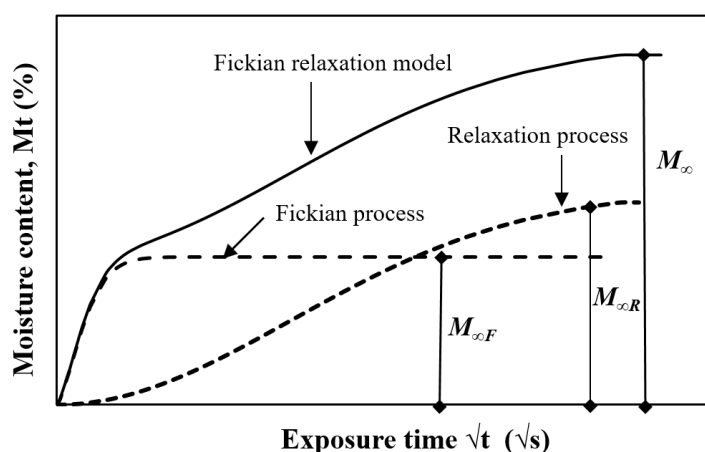 Fickian relaxation model
Relaxation process
M∞
Fickian process
M∞R
M∞F
Moisture content, Mt (%)
Exposure time √t (√s)